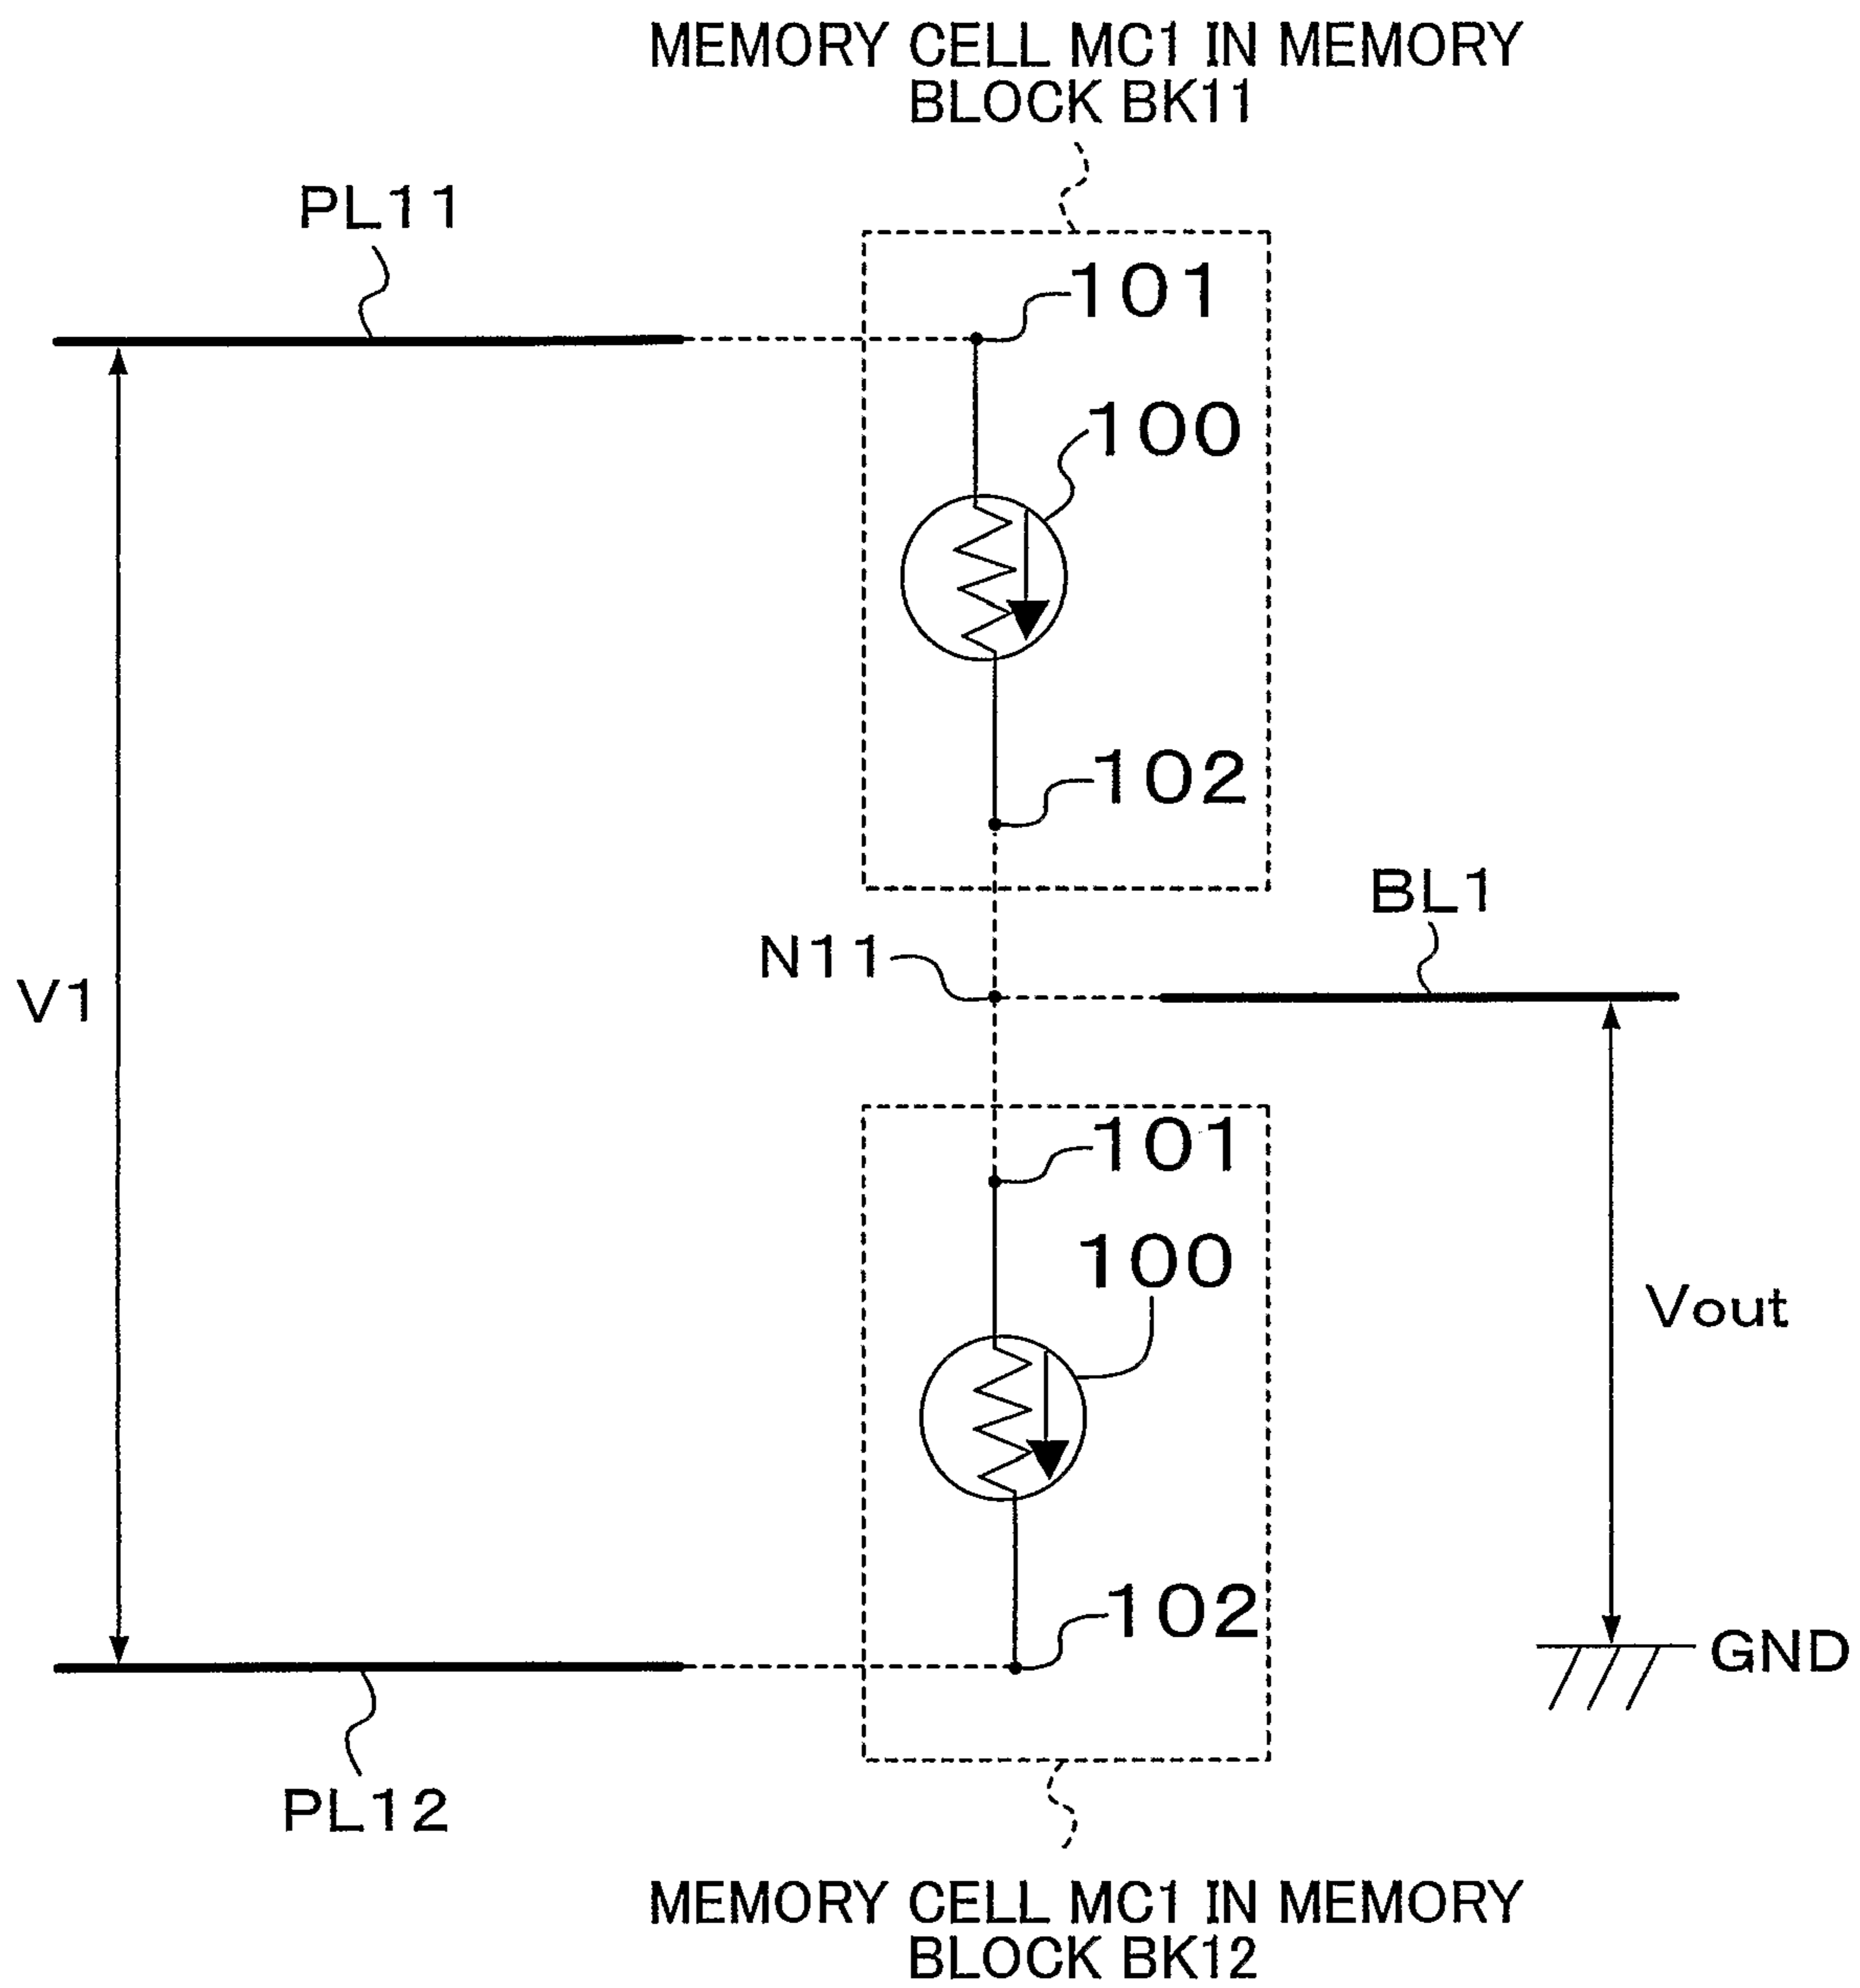 MEMORY CELL MC1 IN MEMORY
BLOCK BK11
PL11
101
100
102
BL1
N11
V1
101
100
Vout
102
GND
PL12
MEMORY CELL MC1 IN MEMORY
BLOCK BK12